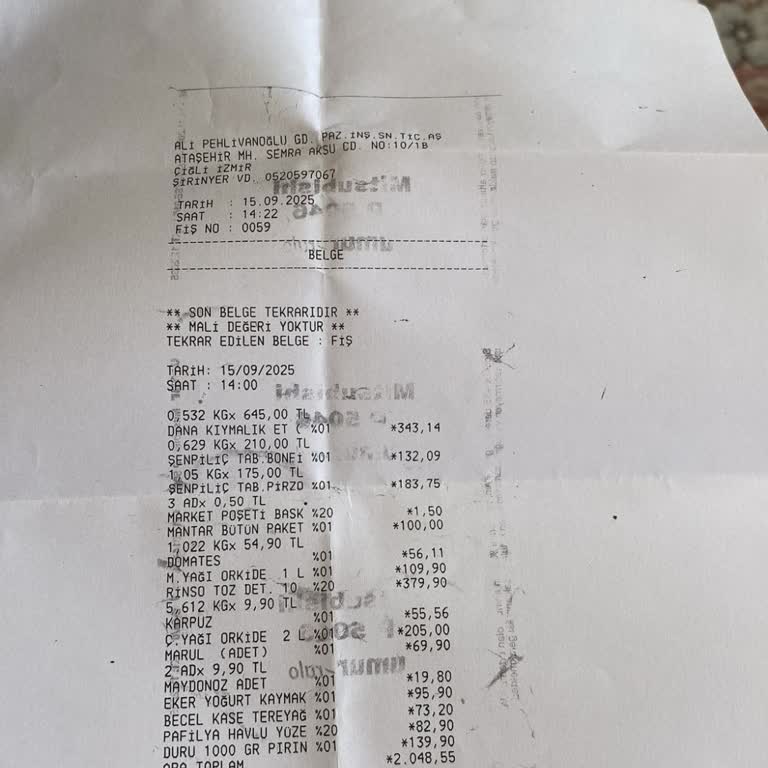 ALİ PEHLİVANOĞLU GD. PAZ.İNŞ.SN.TİC.AŞ
ATAŞEHİR MH. SEMRA AKSU CD. NO:10/1B
ÇİĞLİ İZMİR
ŞİRİNYER VD. 0520597067
TARİH : 15.09.2025
SAAT : 14:22
FİŞ NO : 0059
BELGE
** SON BELGE TEKRARIDIR **
** MALİ DEĞERİ YOKTUR **
TEKRAR EDİLEN BELGE : FİŞ
TARİH: 15/09/2025
SAAT : 14:00
0,532 KGx 645,00 TL
DANA KIYMALIK ET ( %01 *343,14
0,629 KGx 210,00 TL
ŞENPİLİÇ TAB.BONFİ %01 *132,09
1,05 KGx 175,00 TL
ŞENPİLİÇ TAB.PİRZO %01 *183,75
3 ADx 0,50 TL
MARKET POŞETİ BASK %20 *1,50
MANTAR BÜTÜN PAKET %01 *100,00
1,022 KGx 54,90 TL
DOMATES %01 *56,11
M.YAĞI ORKİDE 1 L %01 *109,90
RİNSO TOZ DET. 10 %20 *379,90
5,612 KGx 9,90 TL
KARPUZ %01 *55,56
Ç.YAĞI ORKİDE 2 L %01 *205,00
MARUL (ADET) %01 *69,90
2 ADx 9,90 TL
MAYDONOZ ADET %01 *19,80
EKER YOĞURT KAYMAK %01 *95,90
BECEL KASE TEREYAĞ %01 *73,20
PAFİLYA HAVLU YÜZE %20 *82,90
DURU 1000 GR PİRİN %01 *139,90
ARA TOPLAM *2.048,55